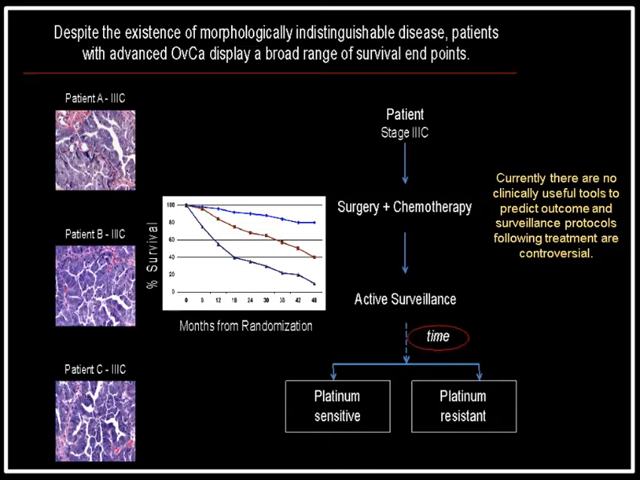 Despite the existence of morphologically indistinguishable disease, patients
with advanced OvCa display a broad range of survival end points.
Patient A - IIIC
Patient B - IIIC
Patient C - IIIC
% Survival
100
80
60
40
20
0
0 6 12 18 24 30 36 42 48
Months from Randomization
Patient
Stage IIIC
Surgery + Chemotherapy
Active Surveillance
time
Platinum
sensitive
Platinum
resistant
Currently there are no
clinically useful tools to
predict outcome and
surveillance protocols
following treatment are
controversial.